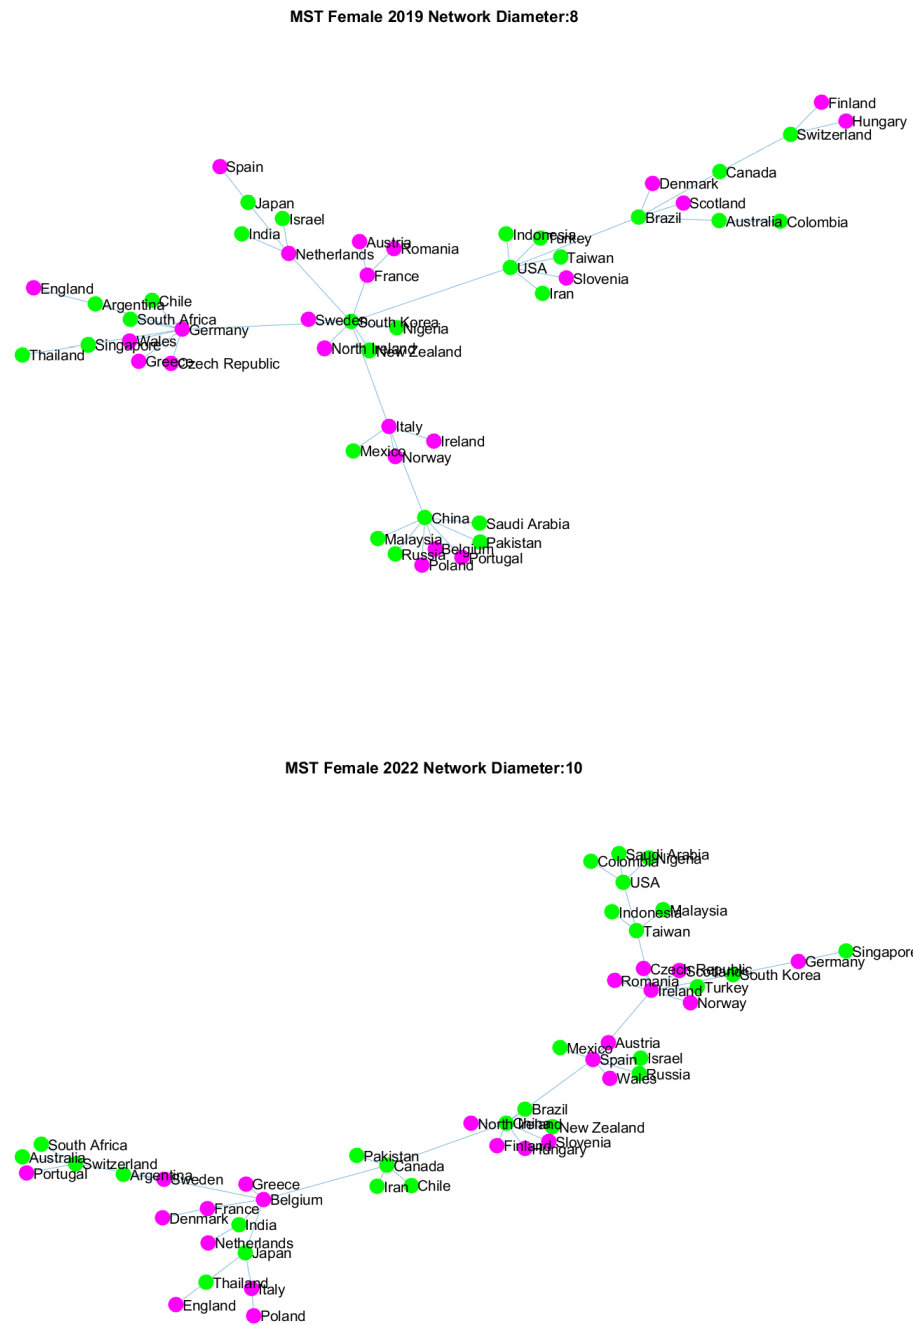 MST Female 2019 Network Diameter:8
Finland
Hungary
Switzerland
Spain
Canada
Denmark
Japan
Scotland
Israel
Brazil
Australia
Colombia
India
Indonesia
Turkey
Austria
Romania
Netherlands
Taiwan
USA
France
Slovenia
England
Iran
Chile
Argentina
South Africa
Sweden
South Korea
Nigeria
Germany
Wales
Singapore
North Ireland
New Zealand
Thailand
Greece
Czech Republic
Italy
Ireland
Mexico
Norway
China
Saudi Arabia
Malaysia
Pakistan
Belgium
Russia
Portugal
Poland
MST Female 2022 Network Diameter:10
Saudi Arabia
Nigeria
Colombia
USA
Indonesia
Malaysia
Taiwan
Singapore
Germany
Czech Republic
Scotland
South Korea
Romania
Turkey
Ireland
Norway
Austria
Mexico
Israel
Spain
Russia
Wales
Brazil
North Ireland
China
New Zealand
Slovenia
Finland
Hungary
South Africa
Pakistan
Australia
Switzerland
Canada
Portugal
Argentina
Sweden
Greece
Iran
Chile
Belgium
France
Denmark
India
Netherlands
Japan
Thailand
Italy
England
Poland